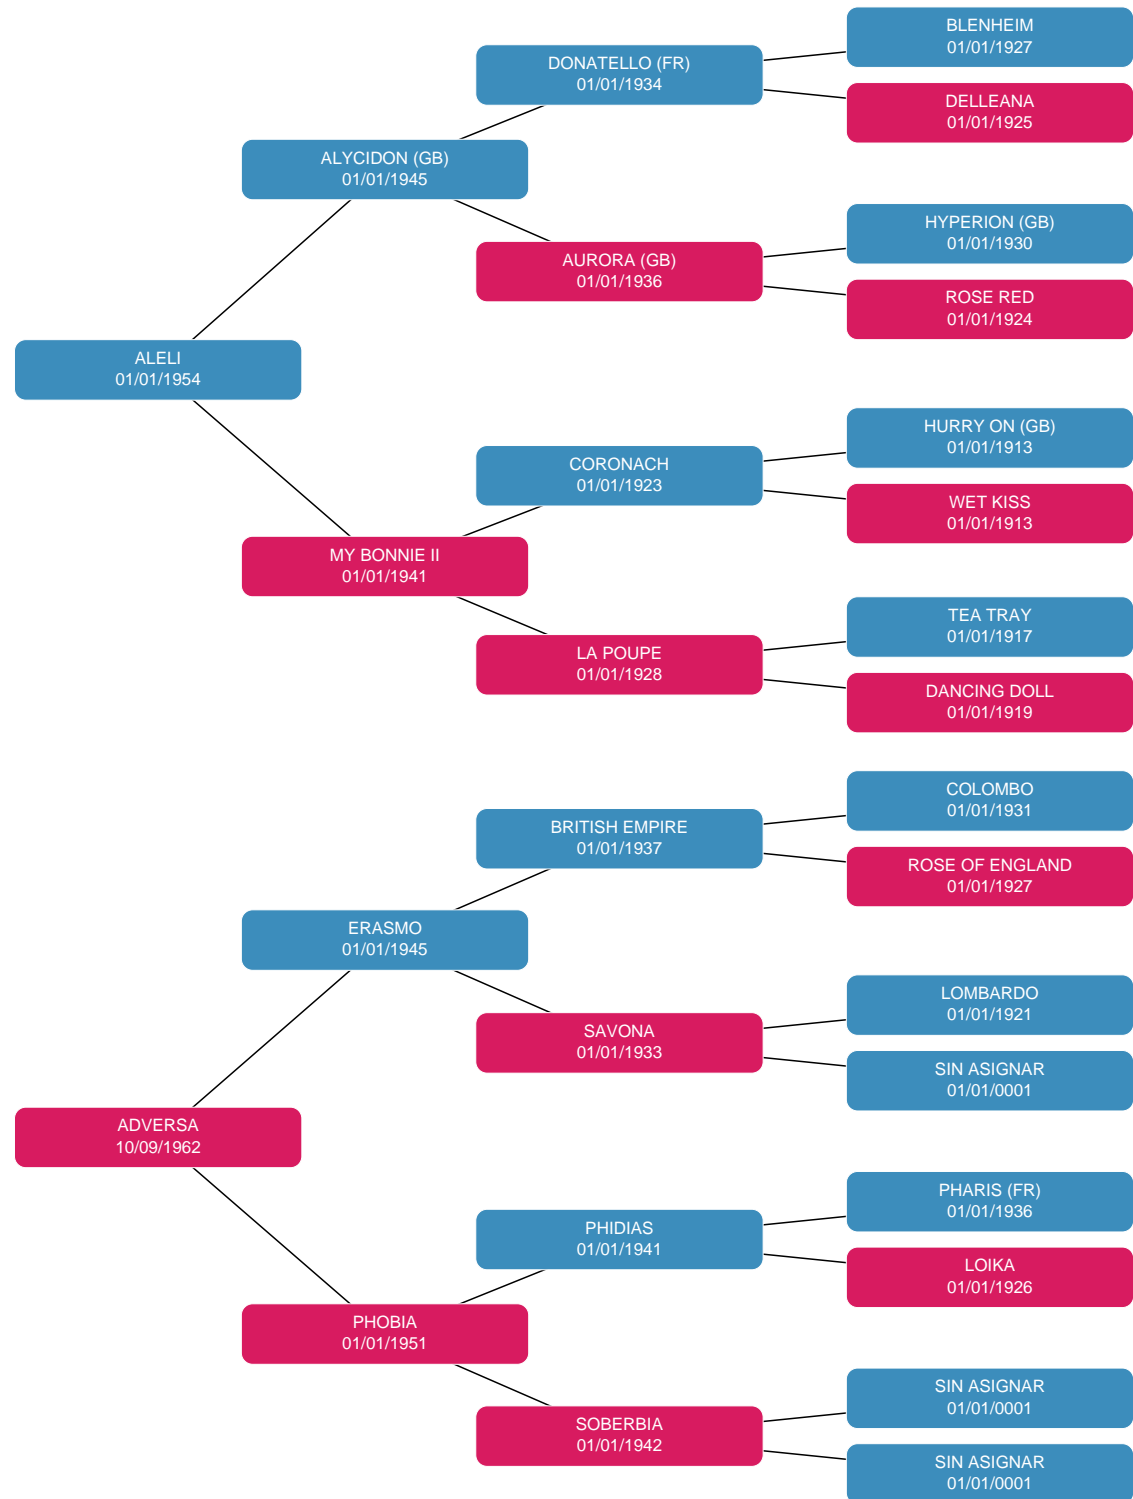 BLENHEIM
01/01/1927
DONATELLO (FR)
01/01/1934
DELLEANA
01/01/1925
ALYCIDON (GB)
01/01/1945
HYPERION (GB)
01/01/1930
AURORA (GB)
01/01/1936
ROSE RED
01/01/1924
ALELI
01/01/1954
HURRY ON (GB)
01/01/1913
CORONACH
01/01/1923
WET KISS
01/01/1913
MY BONNIE II
01/01/1941
TEA TRAY
01/01/1917
LA POUPE
01/01/1928
DANCING DOLL
01/01/1919
COLOMBO
01/01/1931
BRITISH EMPIRE
01/01/1937
ROSE OF ENGLAND
01/01/1927
ERASMO
01/01/1945
LOMBARDO
01/01/1921
SAVONA
01/01/1933
SIN ASIGNAR
01/01/0001
ADVERSA
10/09/1962
PHARIS (FR)
01/01/1936
PHIDIAS
01/01/1941
LOIKA
01/01/1926
PHOBIA
01/01/1951
SIN ASIGNAR
01/01/0001
SOBERBIA
01/01/1942
SIN ASIGNAR
01/01/0001